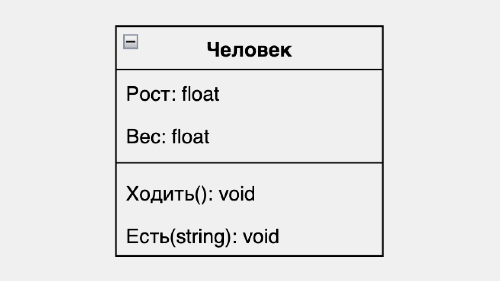 Человек
Рост: float
Вес: float
Ходить(): void
Есть(string): void